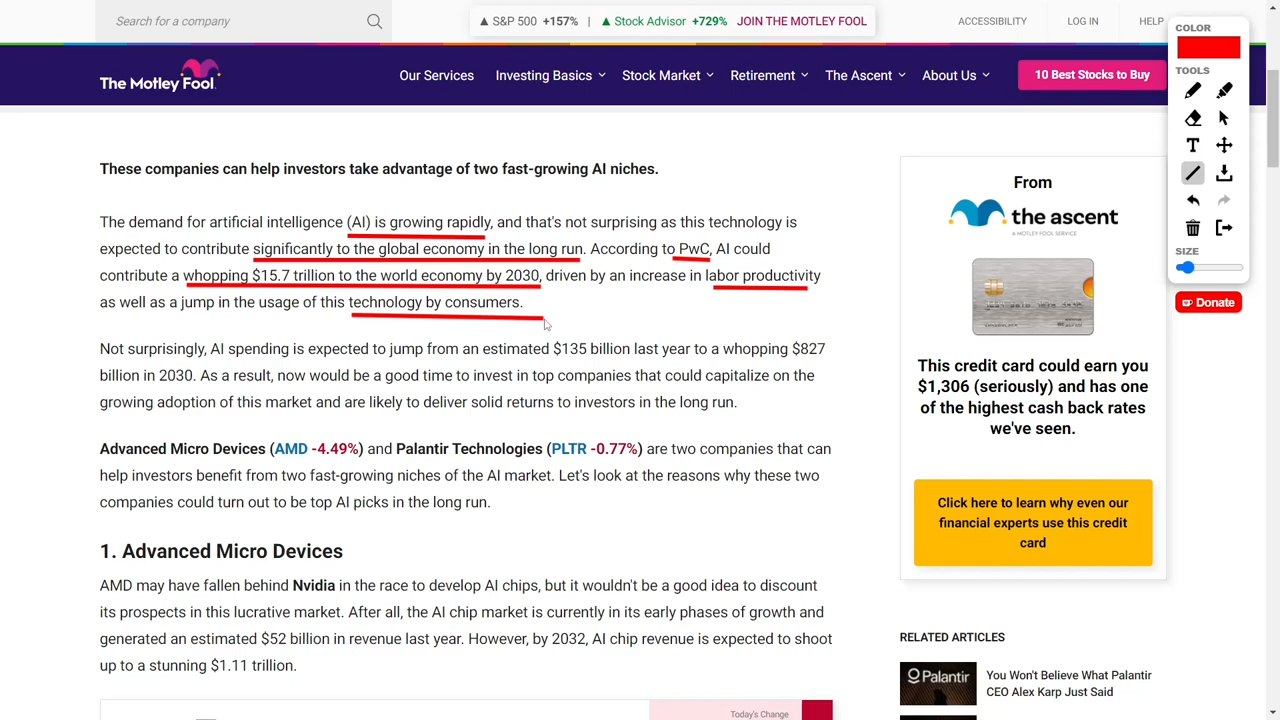 Search for a company
▲ S&P 500 +157% | ▲ Stock Advisor +729% JOIN THE MOTLEY FOOL
ACCESSIBILITY LOG IN HELP
The Motley Fool
Our Services Investing Basics Stock Market Retirement The Ascent About Us 10 Best Stocks to Buy
COLOR
TOOLS
T
SIZE
Donate
These companies can help investors take advantage of two fast-growing AI niches.
The demand for artificial intelligence (AI) is growing rapidly, and that's not surprising as this technology is
expected to contribute significantly to the global economy in the long run. According to PwC, AI could
contribute a whopping $15.7 trillion to the world economy by 2030, driven by an increase in labor productivity
as well as a jump in the usage of this technology by consumers.
Not surprisingly, AI spending is expected to jump from an estimated $135 billion last year to a whopping $827
billion in 2030. As a result, now would be a good time to invest in top companies that could capitalize on the
growing adoption of this market and are likely to deliver solid returns to investors in the long run.
Advanced Micro Devices (AMD -4.49%) and Palantir Technologies (PLTR -0.77%) are two companies that can
help investors benefit from two fast-growing niches of the AI market. Let's look at the reasons why these two
companies could turn out to be top AI picks in the long run.
1. Advanced Micro Devices
AMD may have fallen behind Nvidia in the race to develop AI chips, but it wouldn't be a good idea to discount
its prospects in this lucrative market. After all, the AI chip market is currently in its early phases of growth and
generated an estimated $52 billion in revenue last year. However, by 2032, AI chip revenue is expected to shoot
up to a stunning $1.11 trillion.
Today's Change
From
the ascent
A MOTLEY FOOL SERVICE
This credit card could earn you
$1,306 (seriously) and has one
of the highest cash back rates
we've seen.
Click here to learn why even our
financial experts use this credit
card
RELATED ARTICLES
Palantir
You Won't Believe What Palantir
CEO Alex Karp Just Said